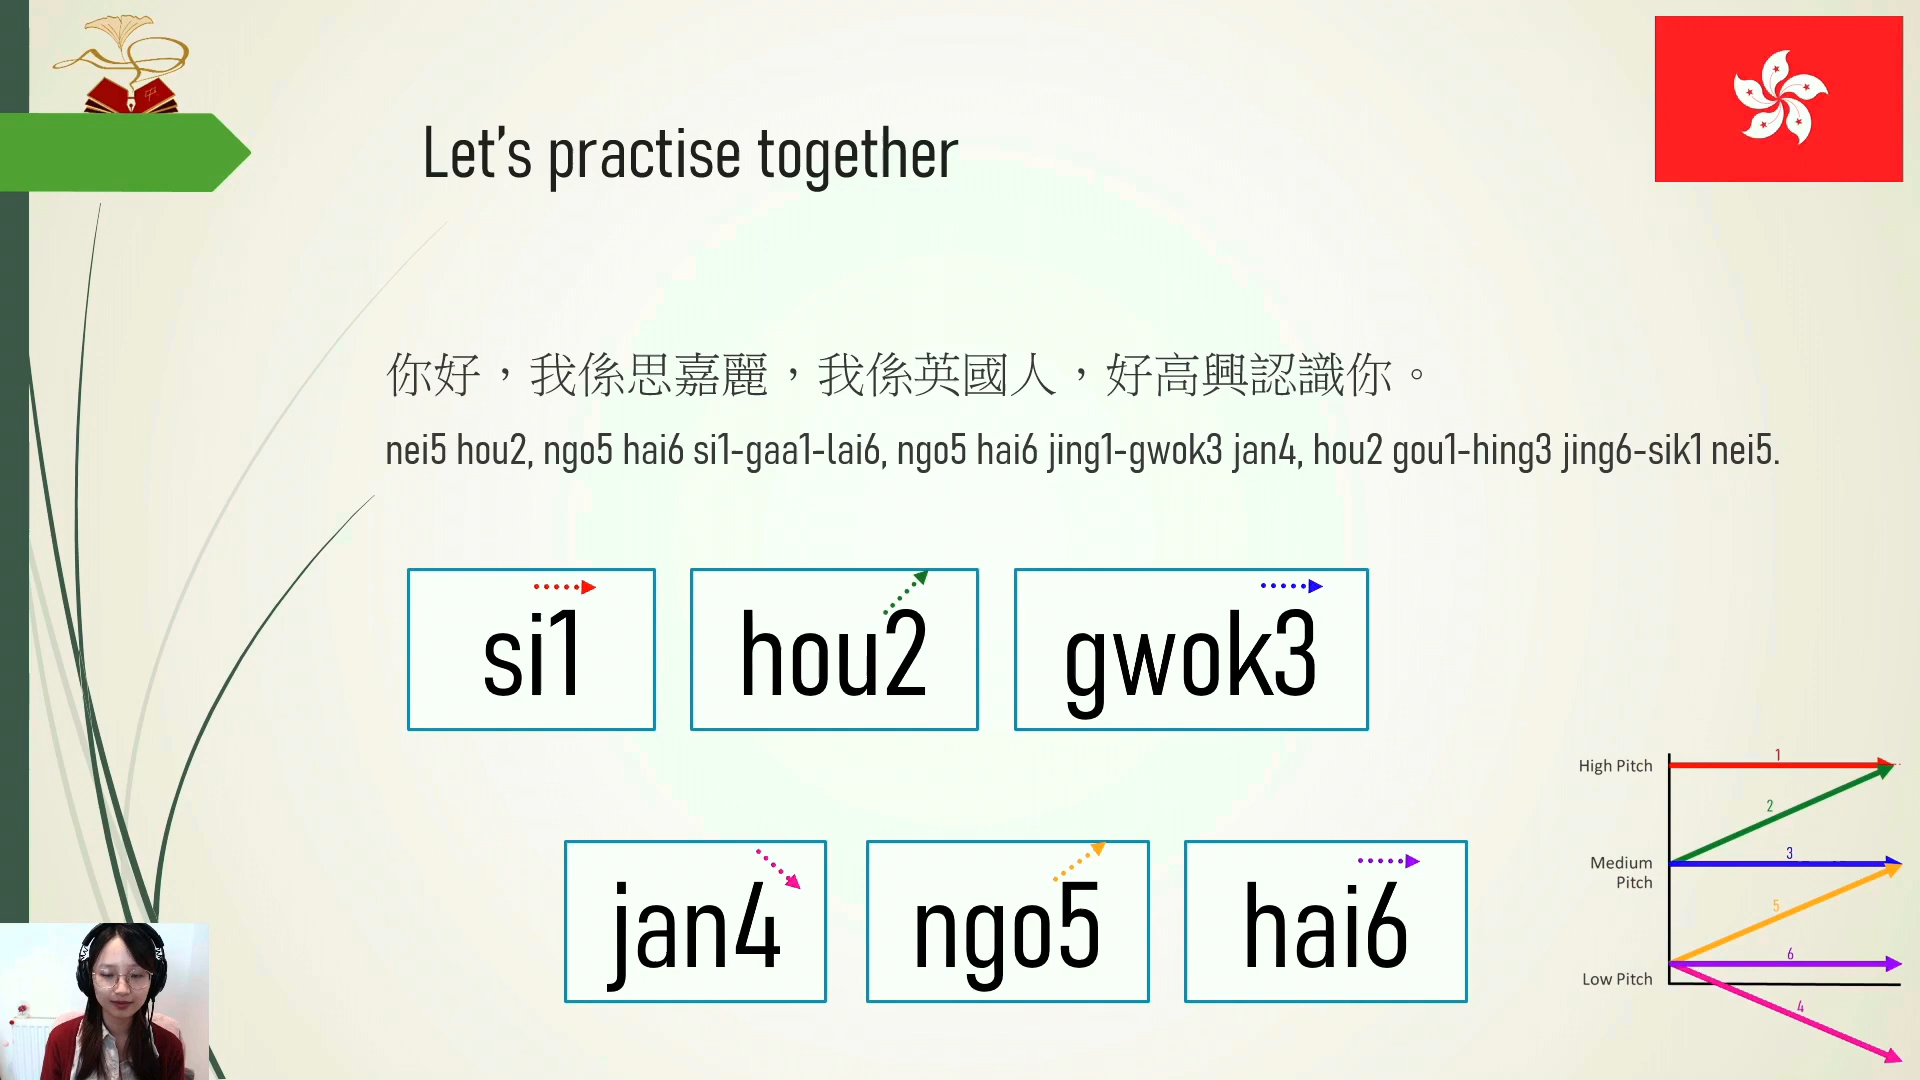 Let's practise together
你好，我係思嘉麗，我係英國人，好高興認識你。
nei5 hou2, ngo5 hai6 si1-gaa1-lai6, ngo5 hai6 jing1-gwok3 jan4, hou2 gou1-hing3 jing6-sik1 nei5.
si1
hou2
gwok3
jan4
ngo5
hai6
High Pitch
Medium
Pitch
Low Pitch
1
2
3
5
6
4